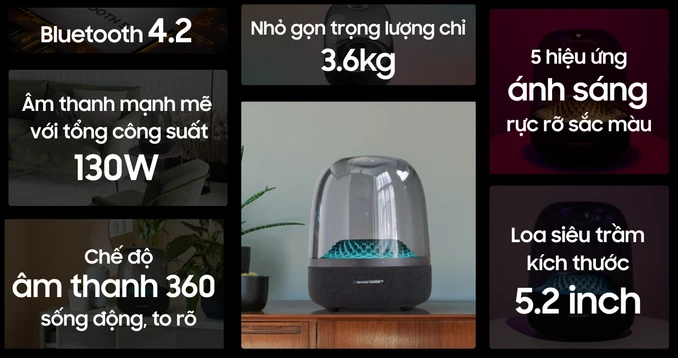 Bluetooth 4.2
Âm thanh mạnh mẽ
với tổng công suất
130W
Chế độ
âm thanh 360
sống động, to rõ
Nhỏ gọn trọng lượng chỉ
3.6kg
harman kardon
5 hiệu ứng
ánh sáng
rực rỡ sắc màu
Loa siêu trầm
kích thước
5.2 inch